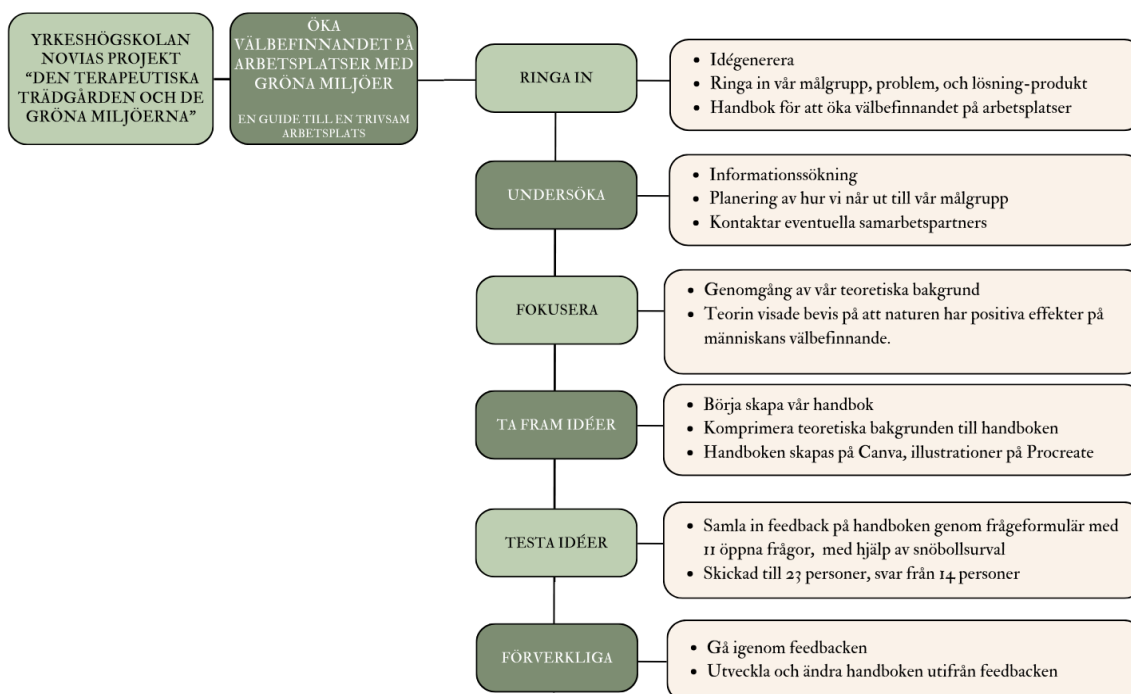 YRKESHÖGSKOLAN
NOVIAS PROJEKT
“DEN TERAPEUTISKA
TRÄDGÅRDEN OCH DE
GRÖNA MILJÖERNA”
ÖKA
VÄLBEFINNANDET PÅ
ARBETSPLATSER MED
GRÖNA MILJÖER
EN GUIDE TILL EN TRIVSAM
ARBETSPLATS
RINGA IN
• Idégenerera
• Ringa in vår målgrupp, problem, och lösning-produkt
• Handbok för att öka välbefinnandet på arbetsplatser
UNDERSÖKA
• Informationssökning
• Planering av hur vi når ut till vår målgrupp
• Kontaktar eventuella samarbetspartners
FOKUSERA
• Genomgång av vår teoretiska bakgrund
• Teorin visade bevis på att naturen har positiva effekter på
människans välbefinnande.
TA FRAM IDÉER
• Börja skapa vår handbok
• Komprimera teoretiska bakgrunden till handboken
• Handboken skapas på Canva, illustrationer på Procreate
TESTA IDÉER
• Samla in feedback på handboken genom frågeformulär med
11 öppna frågor, med hjälp av snöbollsurval
• Skickad till 23 personer, svar från 14 personer
FÖRVERKLIGA
• Gå igenom feedbacken
• Utveckla och ändra handboken utifrån feedbacken